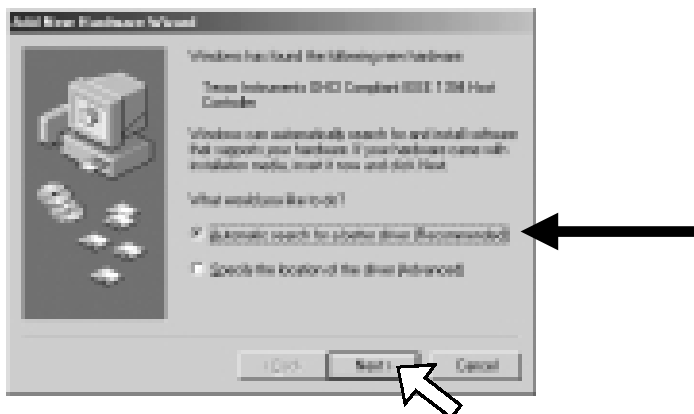 Add New Hardware Wizard
Windows has found the following new hardware:
Texas Instruments OHCI Compliant IEEE 1394 Host
Controller
Windows can automatically search for and install software
that supports your hardware. If your hardware came with
installation media, insert it now and click Next.
What would you like to do?
Automatic search for a better driver (Recommended)
Specify the location of the driver (Advanced)
< Back
Next >
Cancel